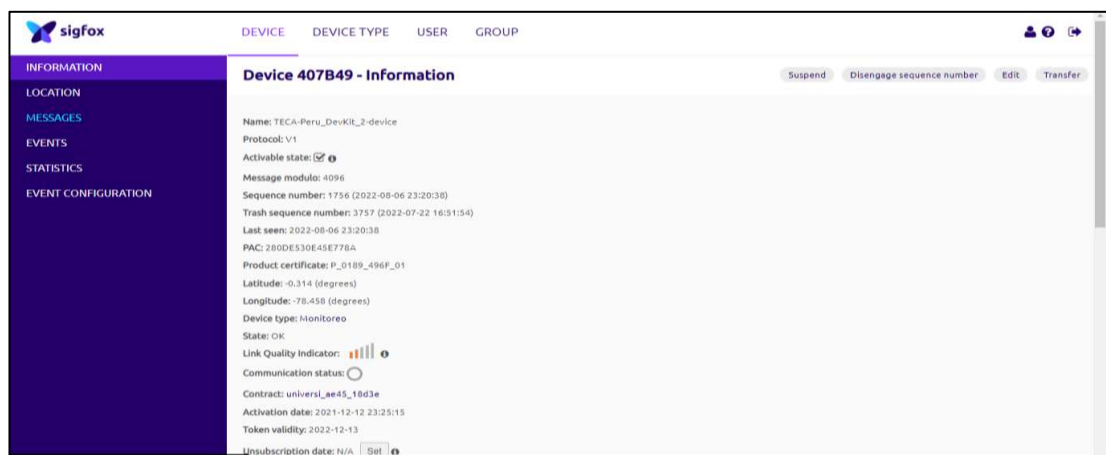 sigfox
DEVICE DEVICE TYPE USER GROUP
INFORMATION
LOCATION
MESSAGES
EVENTS
STATISTICS
EVENT CONFIGURATION
Device 407B49 - Information
Suspend Disengage sequence number Edit Transfer
Name: TECA-Peru_DevKit_2-device
Protocol: V1
Activable state:
Message modulo: 4096
Sequence number: 1756 (2022-08-06 23:20:38)
Trash sequence number: 3757 (2022-07-22 16:51:54)
Last seen: 2022-08-06 23:20:38
PAC: 280DE530E45E778A
Product certificate: P_0189_496F_01
Latitude: -0.314 (degrees)
Longitude: -78.458 (degrees)
Device type: Monitoreo
State: OK
Link Quality Indicator:
Communication status:
Contract: universi_ae45_18d3e
Activation date: 2021-12-12 23:25:15
Token validity: 2022-12-13
Unsubscription date: N/A Set